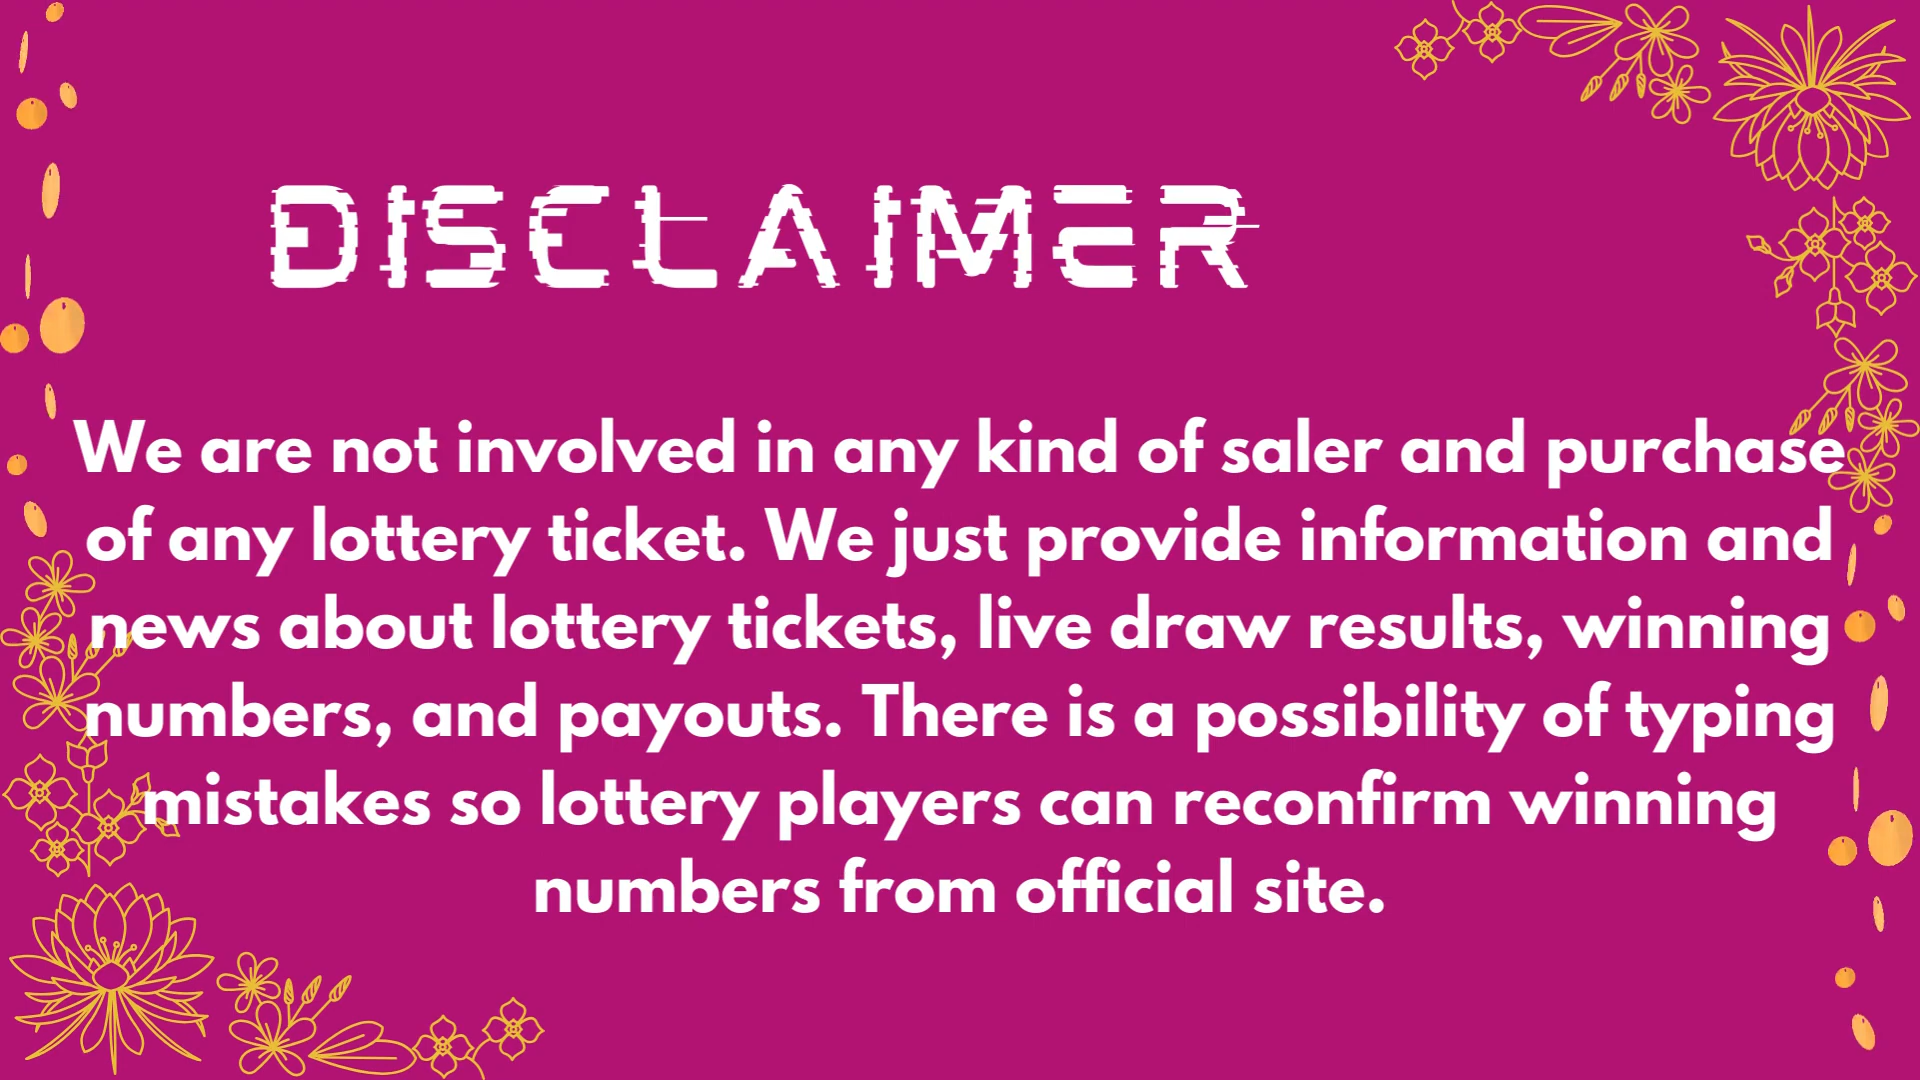 DISCLAIMER
We are not involved in any kind of saler and purchase
of any lottery ticket. We just provide information and
news about lottery tickets, live draw results, winning
numbers, and payouts. There is a possibility of typing
mistakes so lottery players can reconfirm winning
numbers from official site.